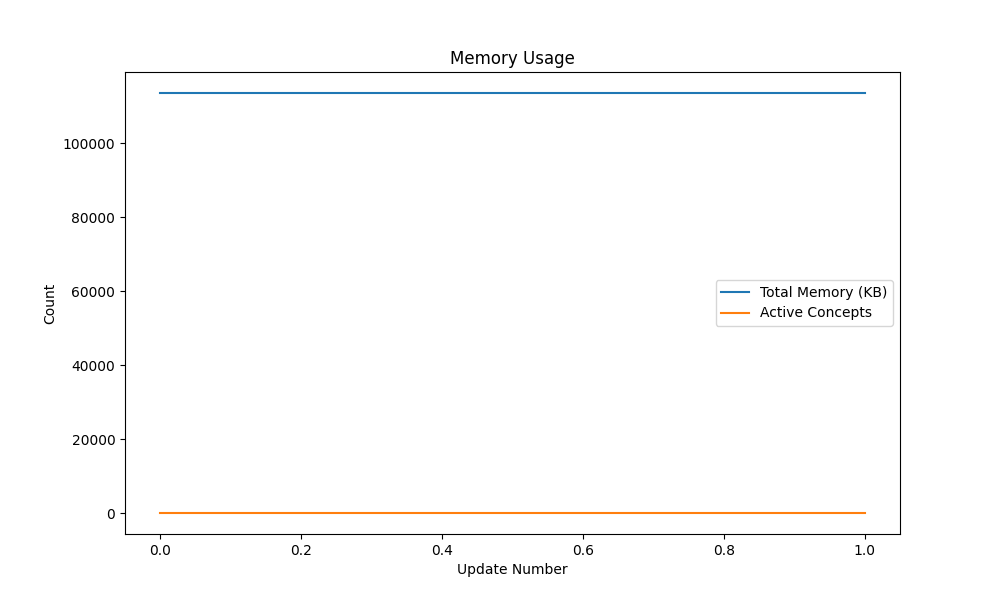 Memory Usage
100000
80000
60000
40000
20000
0
Count
Total Memory (KB)
Active Concepts
0.0 0.2 0.4 0.6 0.8 1.0
Update Number